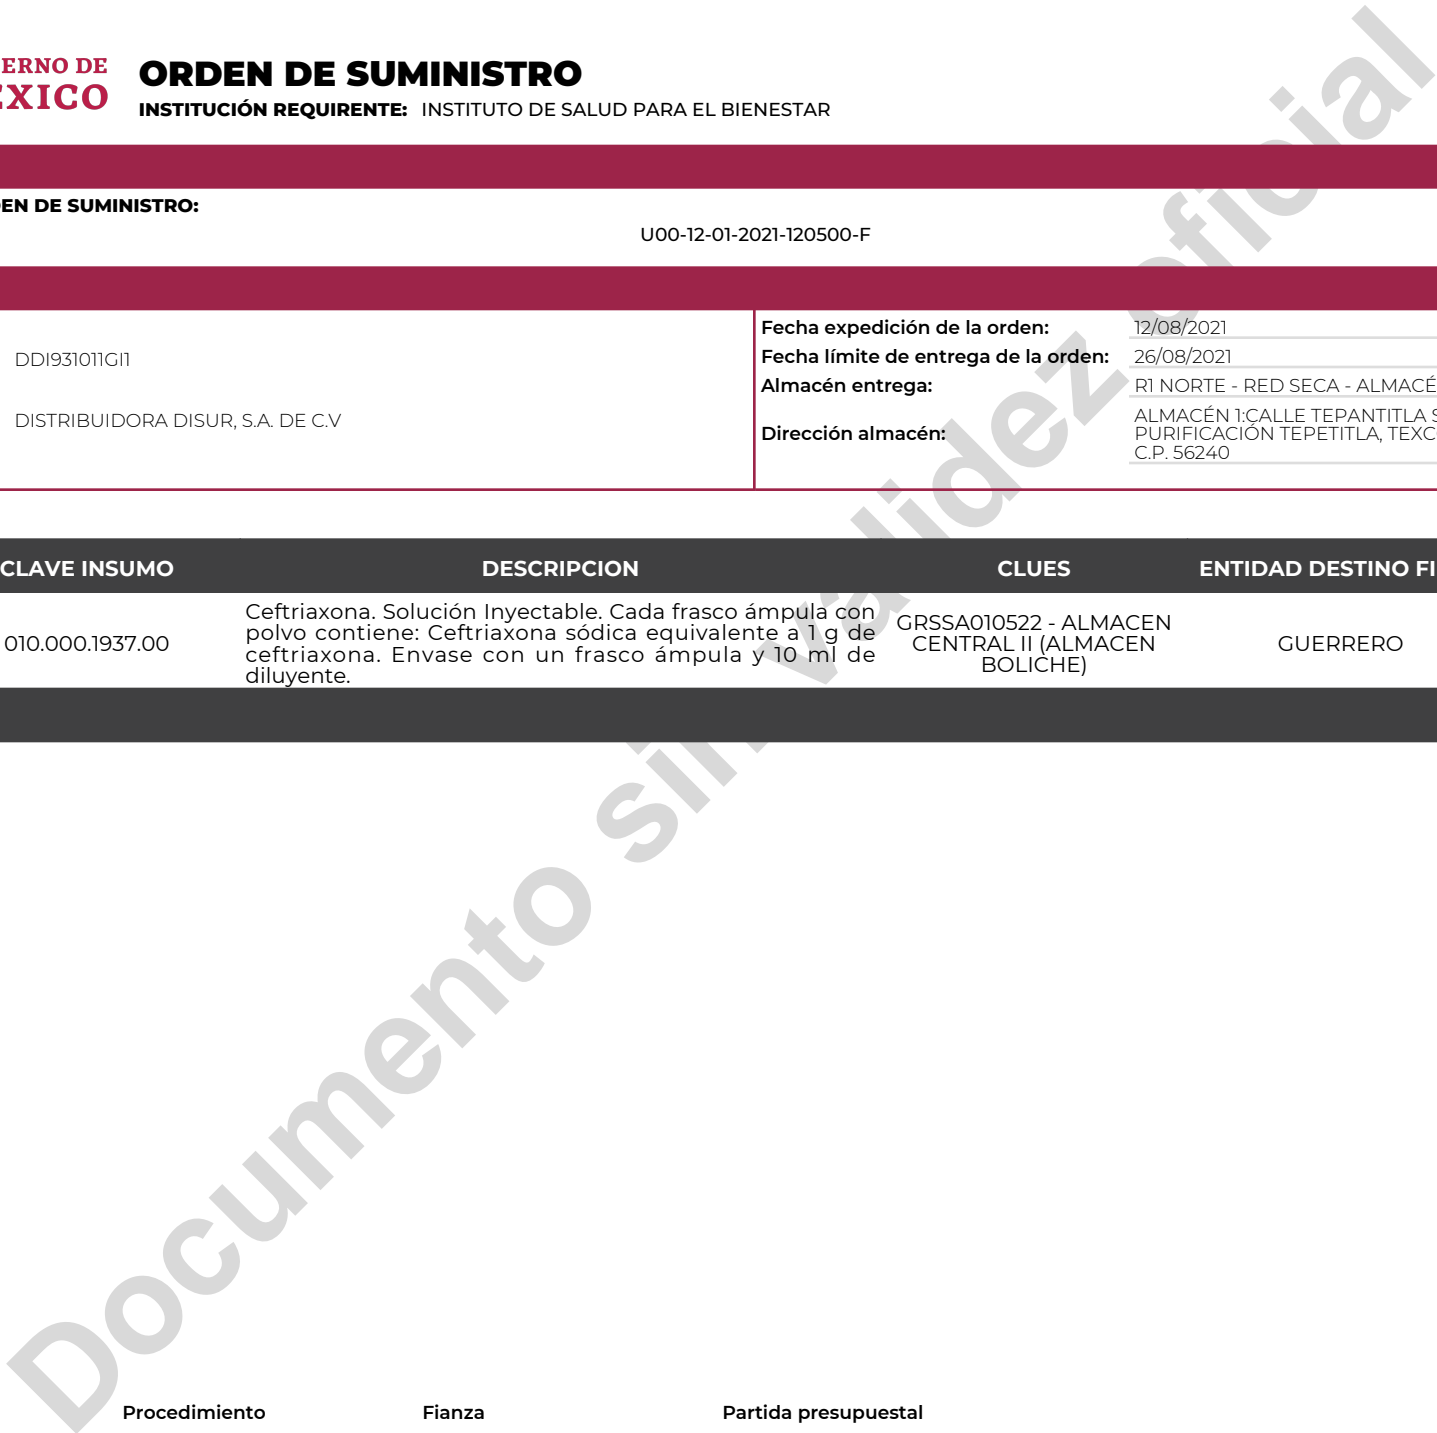 ERNO DE
ÉXICO
ORDEN DE SUMINISTRO
INSTITUCIÓN REQUIRENTE: INSTITUTO DE SALUD PARA EL BIENESTAR
EN DE SUMINISTRO:
U00-12-01-2021-120500-F
DDI931011GI1
DISTRIBUIDORA DISUR, S.A. DE C.V
Fecha expedición de la orden: 12/08/2021
Fecha límite de entrega de la orden: 26/08/2021
Almacén entrega: R1 NORTE - RED SECA - ALMACÉ
Dirección almacén:
ALMACÉN 1:CALLE TEPANTITLA S
PURIFICACIÓN TEPETITLA, TEXC
C.P. 56240
CLAVE INSUMO DESCRIPCION CLUES ENTIDAD DESTINO FI
010.000.1937.00
Ceftriaxona. Solución Inyectable. Cada frasco ámpula con
polvo contiene: Ceftriaxona sódica equivalente a 1 g de
ceftriaxona. Envase con un frasco ámpula y 10 ml de
diluyente.
GRSSA010522 - ALMACEN
CENTRAL II (ALMACEN
BOLICHE)
GUERRERO
Documento sin validez oficial
Procedimiento Fianza Partida presupuestal